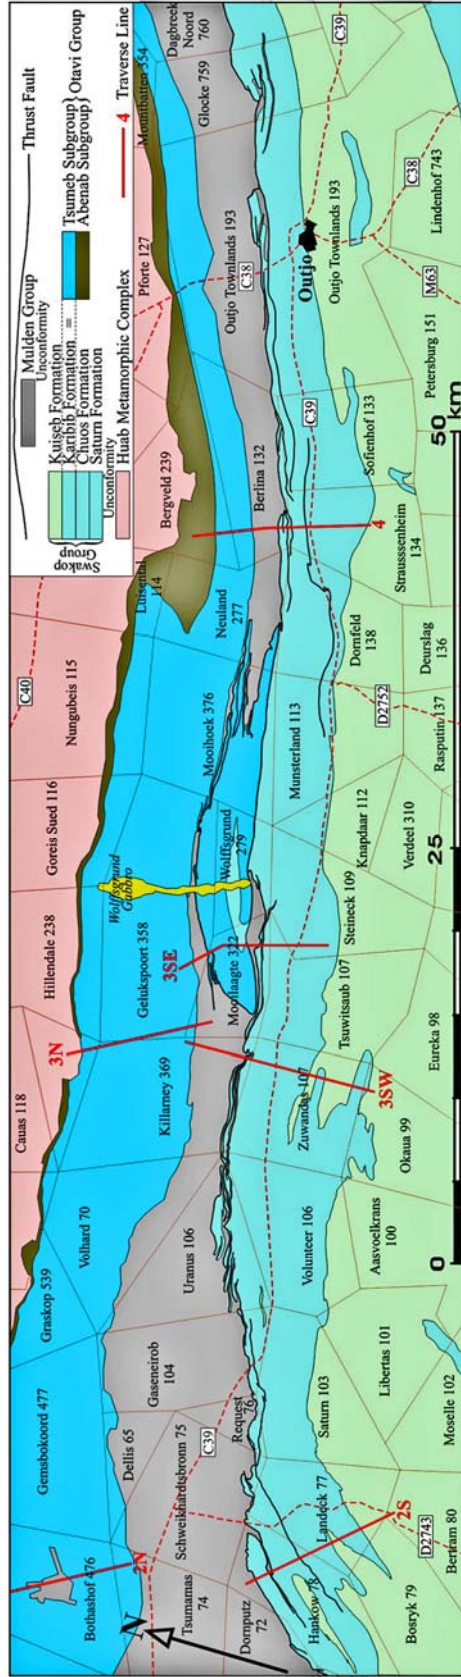 Mulden Group
Unconformity
Thrust Fault
Kuiseb Formation
Karibib Formation
=
Tsumeb Subgroup
Abenab Subgroup
Otavi Group
Chuos Formation
Saturn Formation
Swakop
Group
Unconformity
Huab Metamorphic Complex
4 Traverse Line
C40
Cauas 118
Hillendale 238
Goreis Sued 116
Nungubeis 115
Luisental
114
Bergveld 239
Pforte 127
Mountbatten 554
Dagbreek
Noord
760
Glocke 759
Graskop 539
Gemsbokoord 477
Bothashof 476
Volhard 70
Killarney 369
Gelukspoort 358
Wolffsgrund
Gabbro
3N
3SE
Mooihoek 376
Neuland
277
Berlina 132
Outjo Townlands 193
C38
C39
2N
Dellis 65
Schweikhardtsbronn 75
Tsumamas
74
Dornputz
72
Gaseneirob
104
Request
76
C39
Uranus 106
Mooilaagte 322
Wolffsgrund
279
N
Hankow 78
Landeck 77
Saturn 103
Volunteer 106
Zuwandas 107
Tsuwitsaub 107
Steineck 109
Munsterland 113
Dornfeld
138
Sofienhof 133
C39
Outjo
Outjo Townlands 193
2S
3SW
4
D2743
Bosryk 79
Bertram 80
Moselle 102
Libertas 101
Aasvoelkrans
100
Okaua 99
Eureka 98
Knapdaar 112
Verdeel 310
D2752
Rasputin 137
Deurslag
136
Strausssenheim
134
Petersburg 151
M63
C38
Lindenhof 743
0
25
50 km